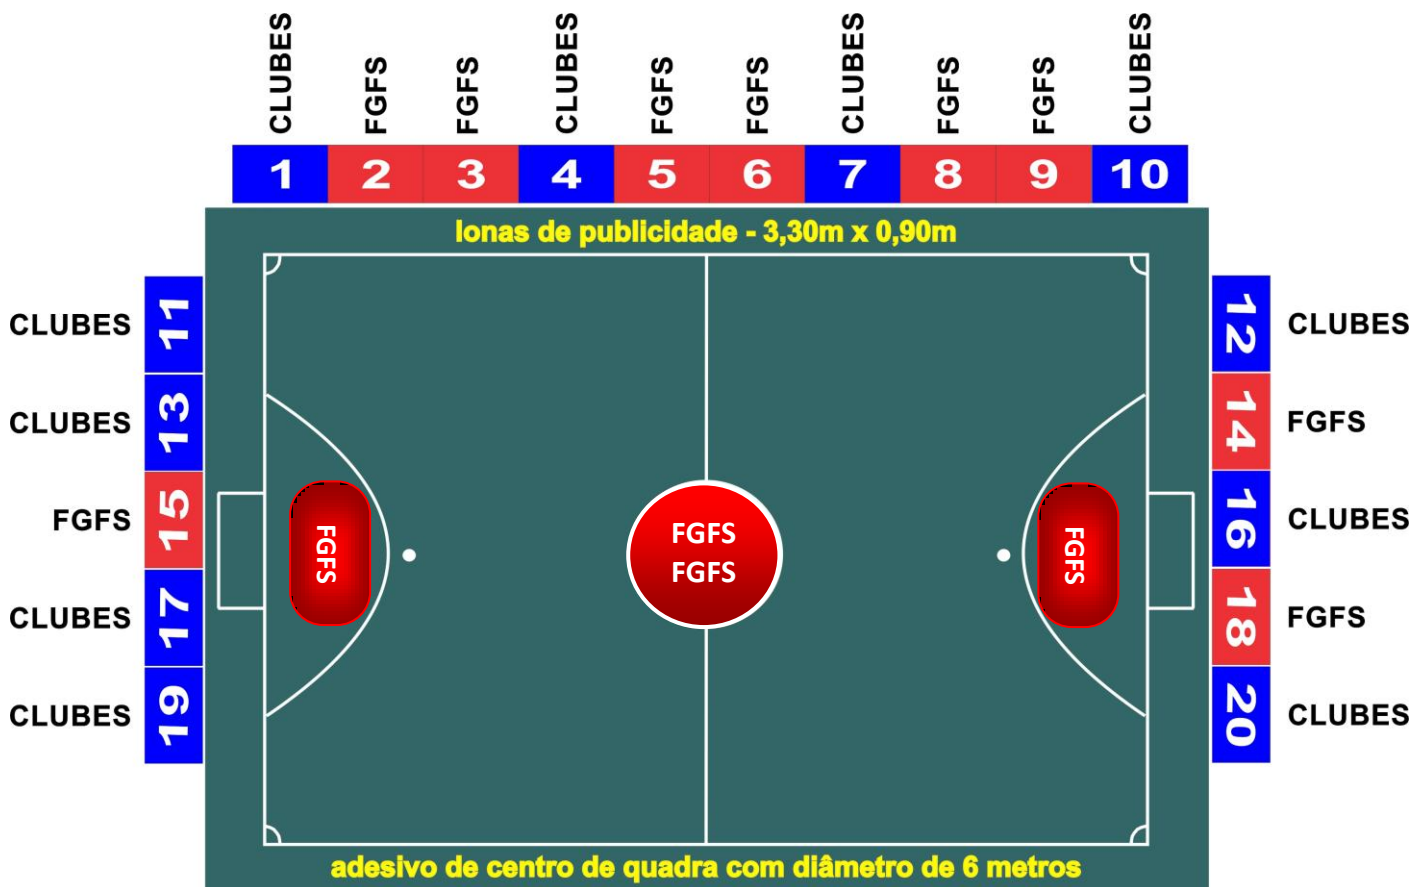 CLUBES
FGFS
FGFS
CLUBES
FGFS
FGFS
CLUBES
FGFS
FGFS
CLUBES
1 2 3 4 5 6 7 8 9 10
lonas de publicidade - 3,30m x 0,90m
CLUBES 11
12 CLUBES
CLUBES 13
14 FGFS
FGFS 15
16 CLUBES
CLUBES 17
18 FGFS
CLUBES 19
20 CLUBES
FGFS
FGFS
FGFS
FGFS
adesivo de centro de quadra com diâmetro de 6 metros